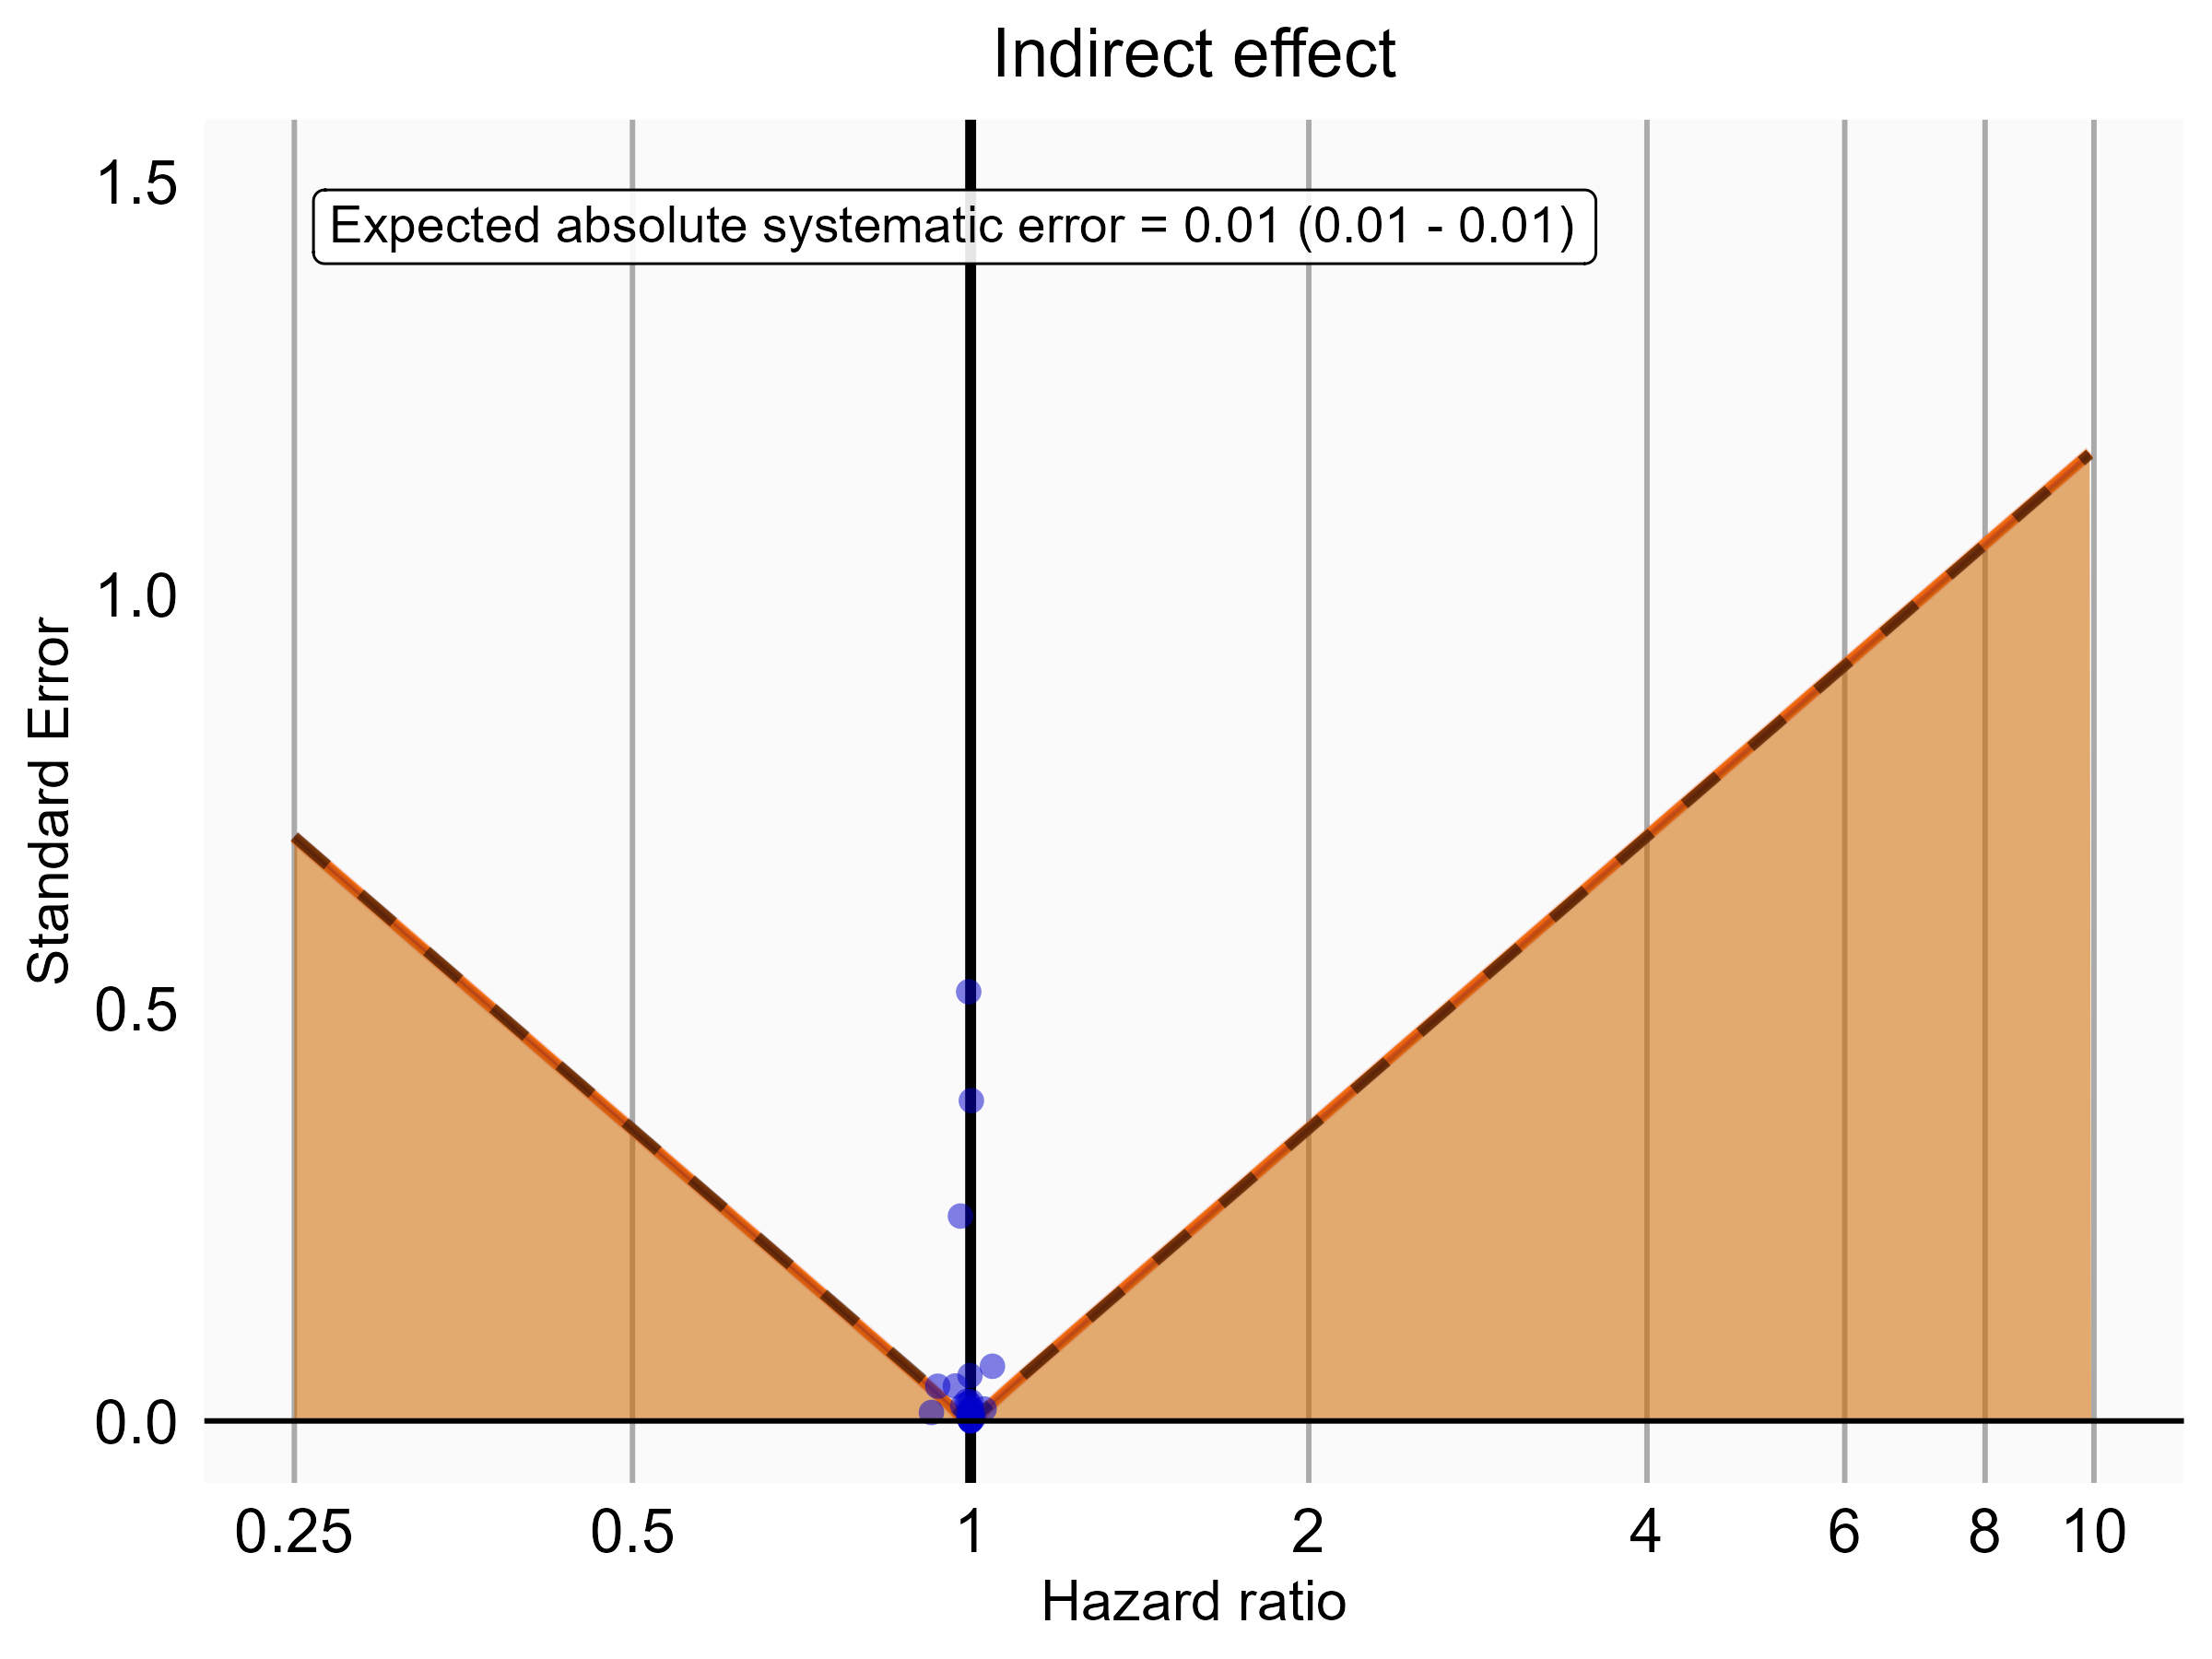 Indirect effect
1.5
Expected absolute systematic error = 0.01 (0.01 - 0.01)
1.0
Standard Error
0.5
0.0
0.25 0.5 1 2 4 6 8 10
Hazard ratio